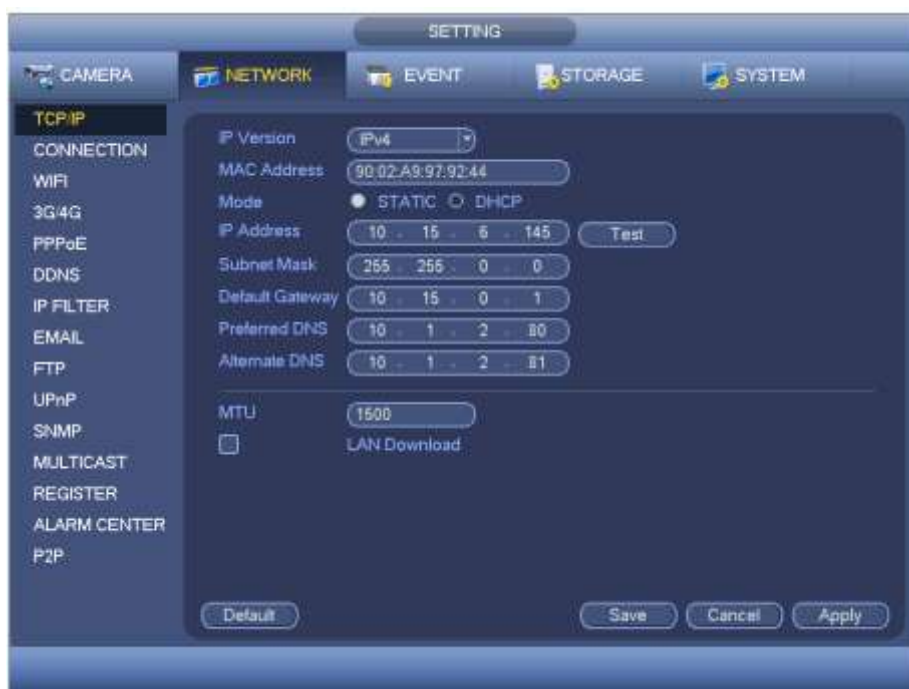 SETTING
CAMERA NETWORK EVENT STORAGE SYSTEM
TCP/IP
CONNECTION
WIFI
3G/4G
PPPoE
DDNS
IP FILTER
EMAIL
FTP
UPnP
SNMP
MULTICAST
REGISTER
ALARM CENTER
P2P
IP Version IPv4
MAC Address 90:02:A9:97:92:44
Mode STATIC DHCP
IP Address 10 . 15 . 6 . 145 Test
Subnet Mask 255 . 255 . 0 . 0
Default Gateway 10 . 15 . 0 . 1
Preferred DNS 10 . 1 . 2 . 80
Alternate DNS 10 . 1 . 2 . 81
MTU 1500
LAN Download
Default Save Cancel Apply